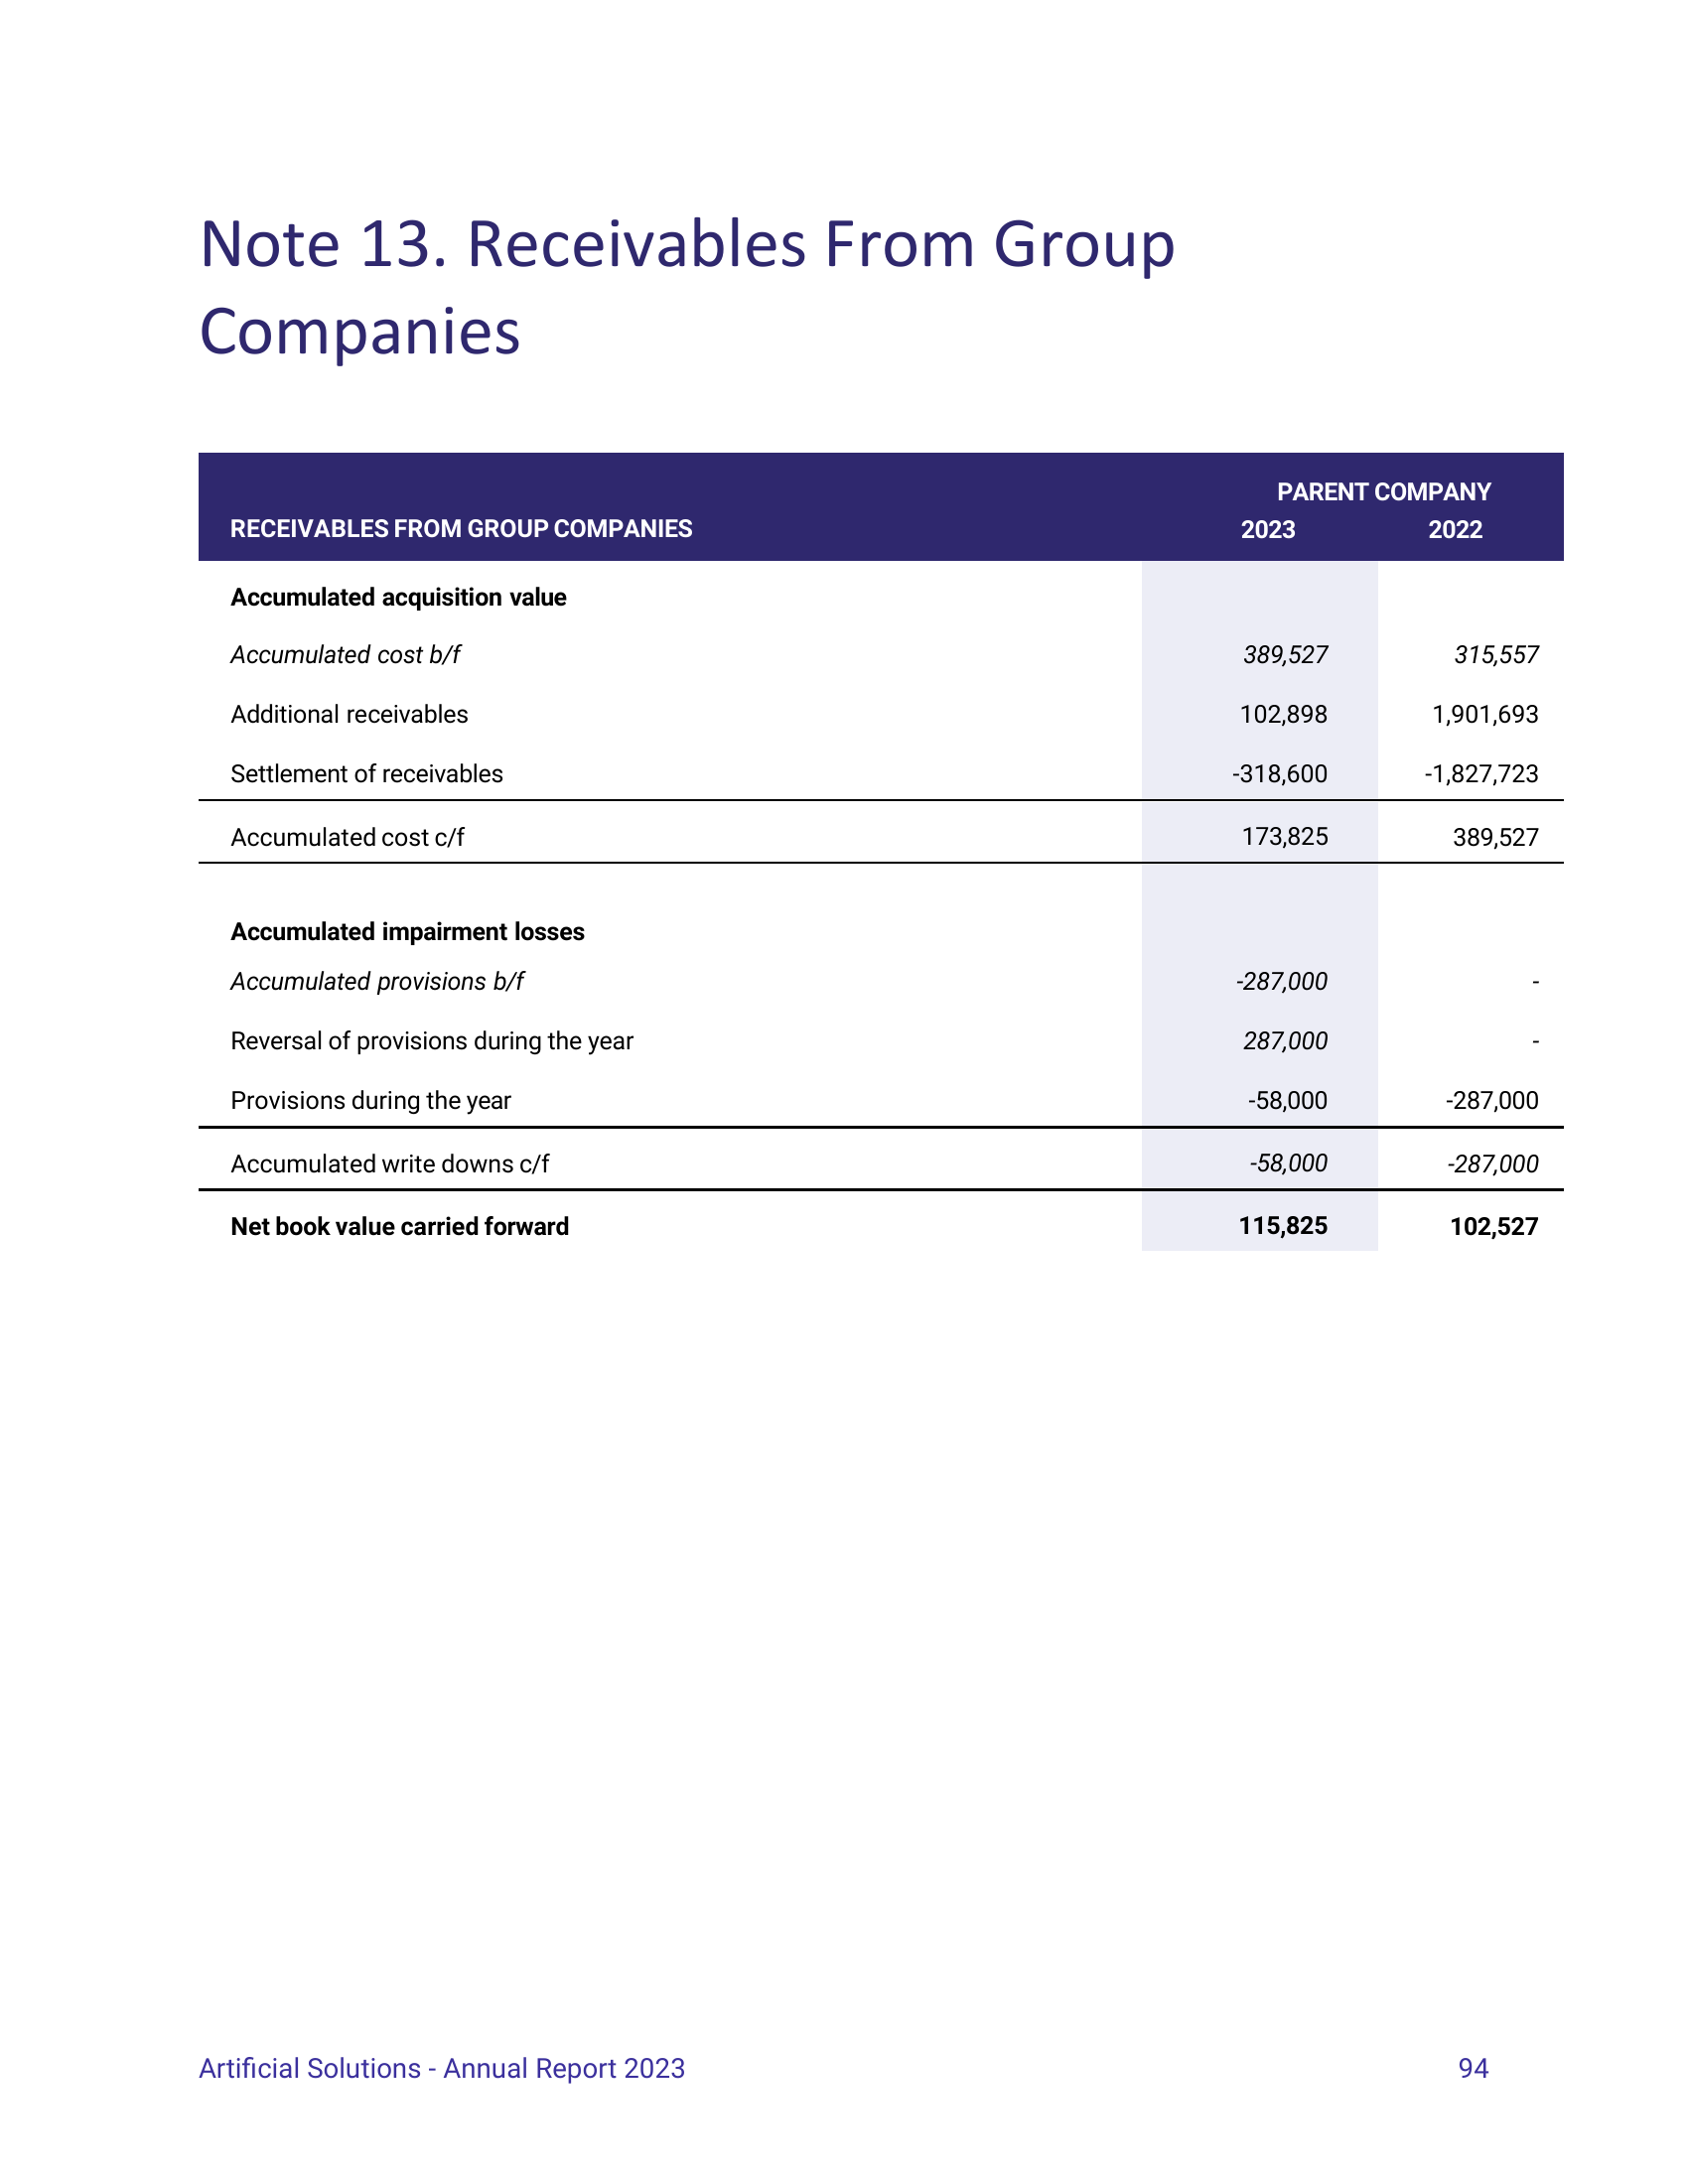 Note 13. Receivables From Group
Companies
PARENT COMPANY
RECEIVABLES FROM GROUP COMPANIES 2023 2022
Accumulated acquisition value
Accumulated cost b/f 389,527 315,557
Additional receivables 102,898 1,901,693
Settlement of receivables -318,600 -1,827,723
Accumulated cost c/f 173,825 389,527
Accumulated impairment losses
Accumulated provisions b/f -287,000 -
Reversal of provisions during the year 287,000 -
Provisions during the year -58,000 -287,000
Accumulated write downs c/f -58,000 -287,000
Net book value carried forward 115,825 102,527
Artificial Solutions - Annual Report 2023 94